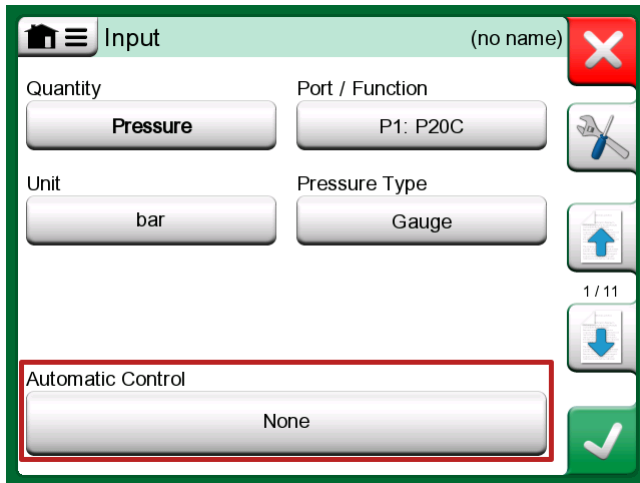 Input (no name)
Quantity Port / Function
Pressure P1: P20C
Unit Pressure Type
bar Gauge
1 / 11
Automatic Control
None